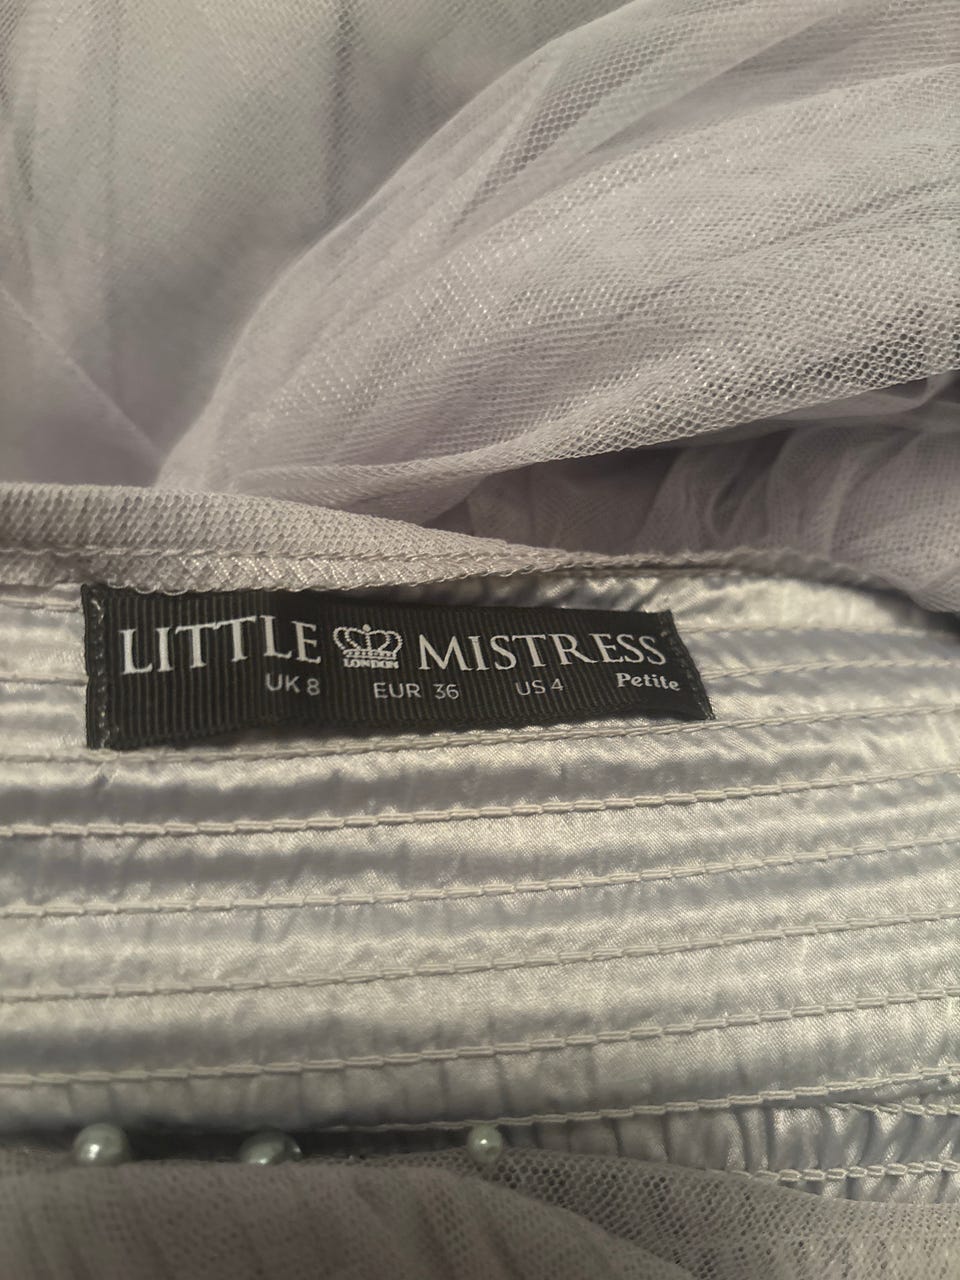 LITTLE LONDON MISTRESS
UK 8 EUR 36 US 4 Petite